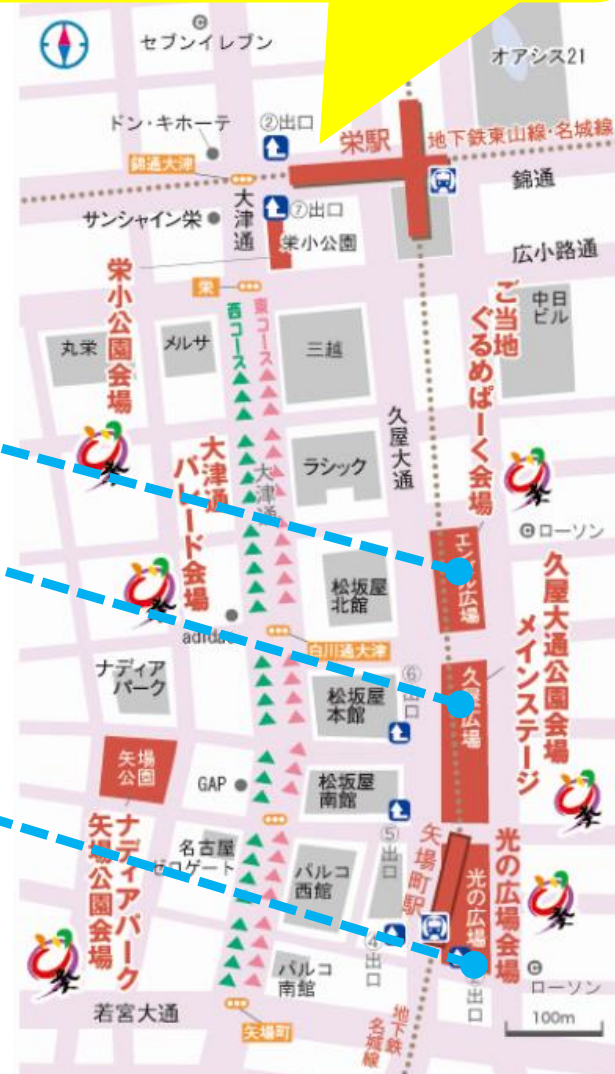 セブンイレブン
オアシス21
ドン・キホーテ
②出口
栄駅
地下鉄東山線・名城線
錦通大津
錦通
サンシャイン栄
大津通
⑦出口
栄小公園
広小路通
栄小公園会場
栄
西コース
東コース
ご当地
ぐるめぱーく会場
中日
ビル
丸栄
メルサ
三越
久屋大通
大津通
パレード会場
大津通
ラシック
ローソン
松坂屋
北館
久屋大通公園会場
メインステージ
白川通大津
ナディア
パーク
松坂屋
本館
⑥出口
矢場
公園
GAP
松坂屋
南館
ナディアパーク
矢場公園会場
名古屋
ゼロゲート
パルコ
西館
⑤出口
矢場町駅
光の広場
光の広場会場
④出口
パルコ
南館
出口
ローソン
若宮大通
矢場町
地下鉄
名城線
100m